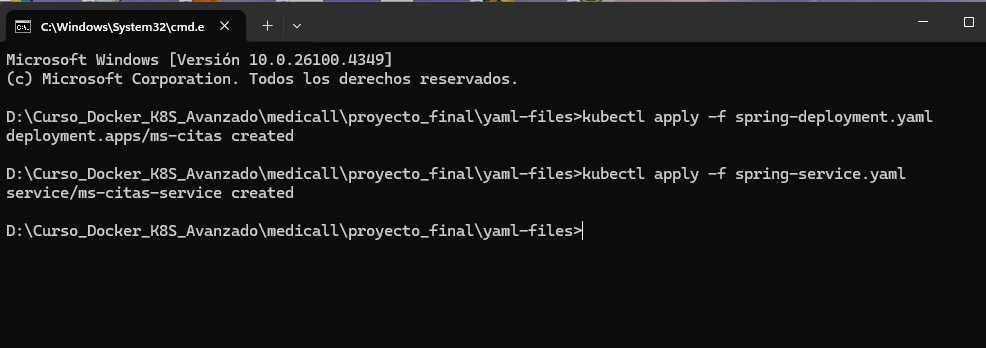 C:\Windows\System32\cmd.e
Microsoft Windows [Versión 10.0.26100.4349]
(c) Microsoft Corporation. Todos los derechos reservados.
D:\Curso_Docker_K8S_Avanzado\medicall\proyecto_final\yaml-files>kubectl apply -f spring-deployment.yaml
deployment.apps/ms-citas created
D:\Curso_Docker_K8S_Avanzado\medicall\proyecto_final\yaml-files>kubectl apply -f spring-service.yaml
service/ms-citas-service created
D:\Curso_Docker_K8S_Avanzado\medicall\proyecto_final\yaml-files>